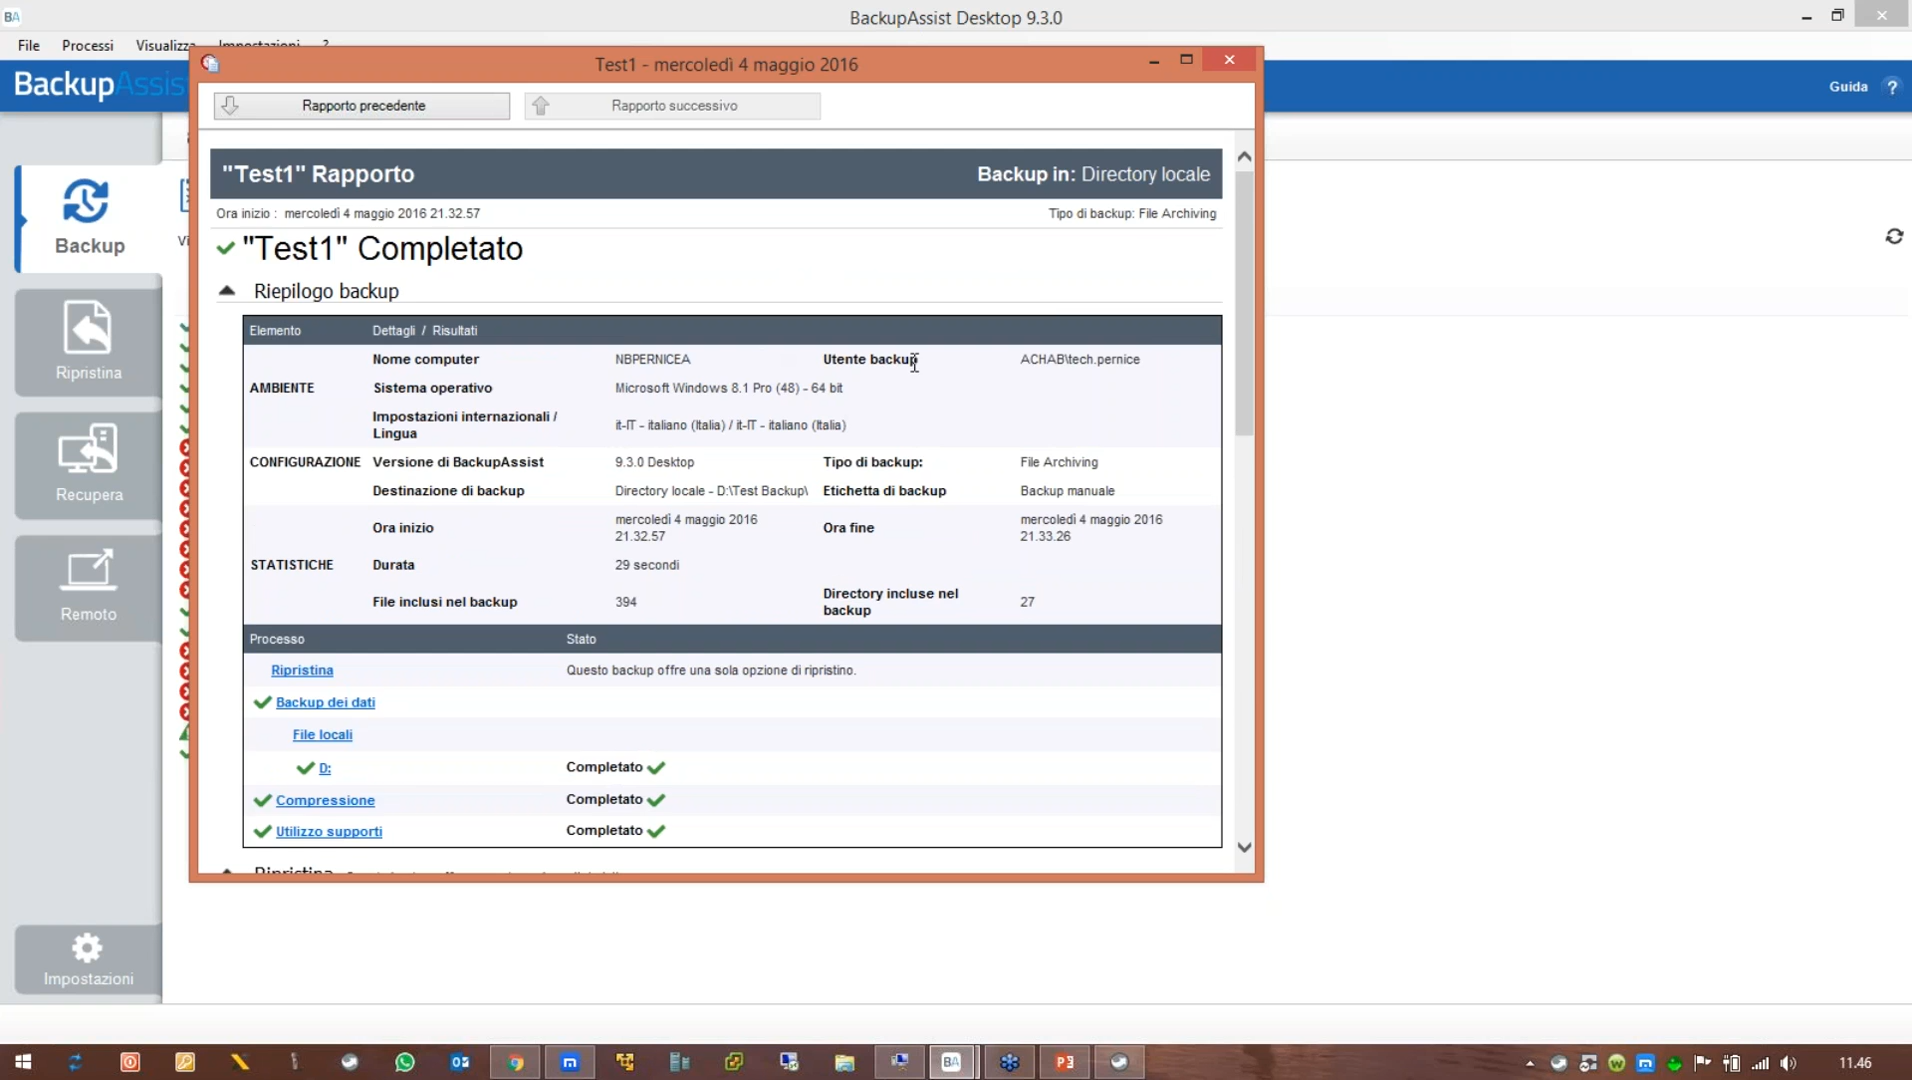 BA
BackupAssist Desktop 9.3.0
File Processi Visualizza Impostazioni ?
Test1 - mercoledì 4 maggio 2016
BackupAssis
Guida ?
Rapporto precedente Rapporto successivo
"Test1" Rapporto Backup in: Directory locale
Ora inizio : mercoledì 4 maggio 2016 21.32.57 Tipo di backup: File Archiving
"Test1" Completato
Riepilogo backup
Elemento Dettagli / Risultati
Nome computer NBPERNICEA Utente backup ACHAB\tech.pernice
AMBIENTE Sistema operativo Microsoft Windows 8.1 Pro (48) - 64 bit
Impostazioni internazionali /
Lingua it-IT - italiano (Italia) / it-IT - italiano (Italia)
CONFIGURAZIONE Versione di BackupAssist 9.3.0 Desktop Tipo di backup: File Archiving
Destinazione di backup Directory locale - D:\Test Backup\ Etichetta di backup Backup manuale
Ora inizio mercoledì 4 maggio 2016 Ora fine mercoledì 4 maggio 2016
21.32.57 21.33.26
STATISTICHE Durata 29 secondi
File inclusi nel backup 394 Directory incluse nel
backup 27
Processo Stato
Ripristina Questo backup offre una sola opzione di ripristino.
Backup dei dati
File locali
D: Completato
Compressione Completato
Utilizzo supporti Completato
Ripristina
Backup
Vi
Ripristina
Recupera
Remoto
Impostazioni
BA
11.46